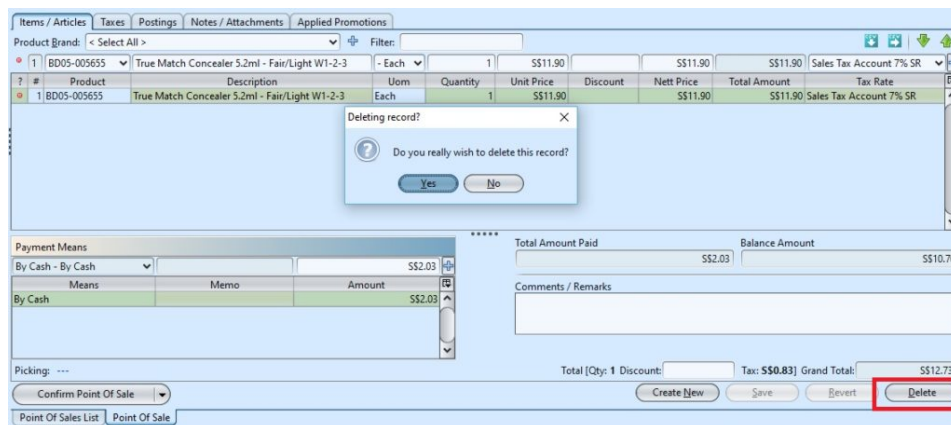 Items / Articles Taxes Postings Notes / Attachments Applied Promotions
Product Brand: < Select All > Filter:
1 BD05-005655 True Match Concealer 5.2ml - Fair/Light W1-2-3 - Each 1 S$11.90 S$11.90 S$11.90 Sales Tax Account 7% SR
? # Product Description Uom Quantity Unit Price Discount Nett Price Total Amount Tax Rate
1 BD05-005655 True Match Concealer 5.2ml - Fair/Light W1-2-3 Each 1 S$11.90 S$11.90 S$11.90 Sales Tax Account 7% SR
Deleting record?
Do you really wish to delete this record?
Yes No
Payment Means Total Amount Paid Balance Amount
By Cash - By Cash S$2.03 S$2.03 S$10.70
Means Memo Amount Comments / Remarks
By Cash S$2.03
Picking: --- Total [Qty: 1 Discount: Tax: S$0.83] Grand Total: S$12.73
Confirm Point Of Sale Create New Save Revert Delete
Point Of Sales List Point Of Sale